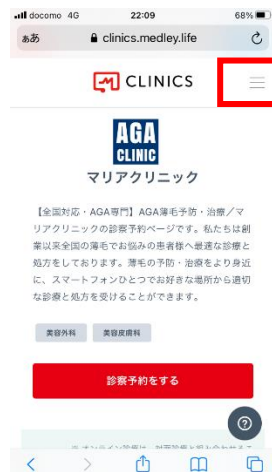 docomo 4G 22:09 68%
ぁあ clinics.medley.life
CLINICS
AGA
CLINIC
マリアクリニック
【全国対応・AGA専門】AGA薄毛予防・治療／マ
リアクリニックの診察予約ページです。私たちは創
業以来全国の薄毛でお悩みの患者様へ最適な診療と
処方をしております。薄毛の予防・治療をより身近
に、スマートフォンひとつでお好きな場所から適切
な診療と処方を受けることができます。
美容外科 美容皮膚科
診察予約をする
?